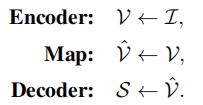 Encoder: 𝒱 ← ℐ,
Map: 𝒱̂ ← 𝒱,
Decoder: 𝒮 ← 𝒱̂.